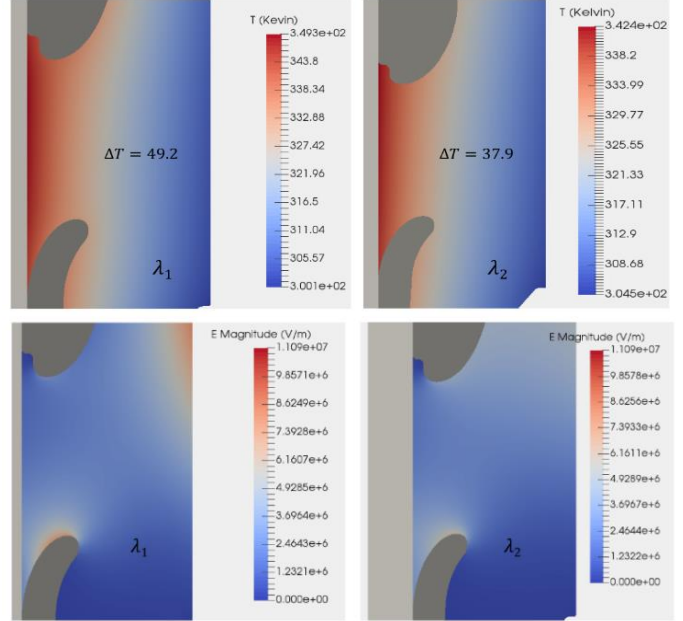 T (Kevin)
3.493e+02
343.8
338.34
332.88
327.42
321.96
316.5
311.04
305.57
3.001e+02
ΔT = 49.2
λ₁
T (Kelvin)
3.424e+02
338.2
333.99
329.77
325.55
321.33
317.11
312.9
308.68
3.045e+02
ΔT = 37.9
λ₂
E Magnitude (V/m)
1.109e+07
9.8571e+6
8.6249e+6
7.3928e+6
6.1607e+6
4.9285e+6
3.6964e+6
2.4643e+6
1.2321e+6
0.000e+00
λ₁
E Magnitude (V/m)
1.109e+07
9.8578e+6
8.6256e+6
7.3933e+6
6.1611e+6
4.9289e+6
3.6967e+6
2.4644e+6
1.2322e+6
0.000e+00
λ₂